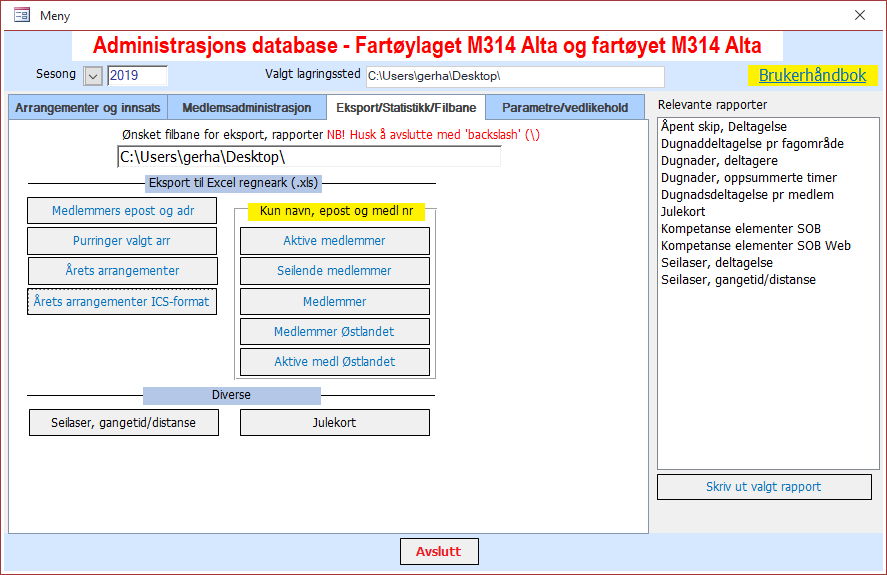 Meny
Administrasjons database - Fartøylaget M314 Alta og fartøyet M314 Alta
Sesong 2019 Valgt lagringssted C:\Users\gerha\Desktop\ Brukerhåndbok
Arrangementer og innsats Medlemsadministrasjon Eksport/Statistikk/Filbane Parametre/vedlikehold
Ønsket filbane for eksport, rapporter NB! Husk å avslutte med 'backslash' (\)
C:\Users\gerha\Desktop\
Eksport til Excel regneark (.xls)
Medlemmers epost og adr
Purringer valgt arr
Årets arrangementer
Årets arrangementer ICS-format
Kun navn, epost og medl nr
Aktive medlemmer
Seilende medlemmer
Medlemmer
Medlemmer Østlandet
Aktive medl Østlandet
Diverse
Seilaser, gangetid/distanse Julekort
Relevante rapporter
Åpent skip, Deltagelse
Dugnaddeltagelse pr fagområde
Dugnader, deltagere
Dugnader, oppsummerte timer
Dugnadsdeltagelse pr medlem
Julekort
Kompetanse elementer SOB
Kompetanse elementer SOB Web
Seilaser, deltagelse
Seilaser, gangetid/distanse
Skriv ut valgt rapport
Avslutt